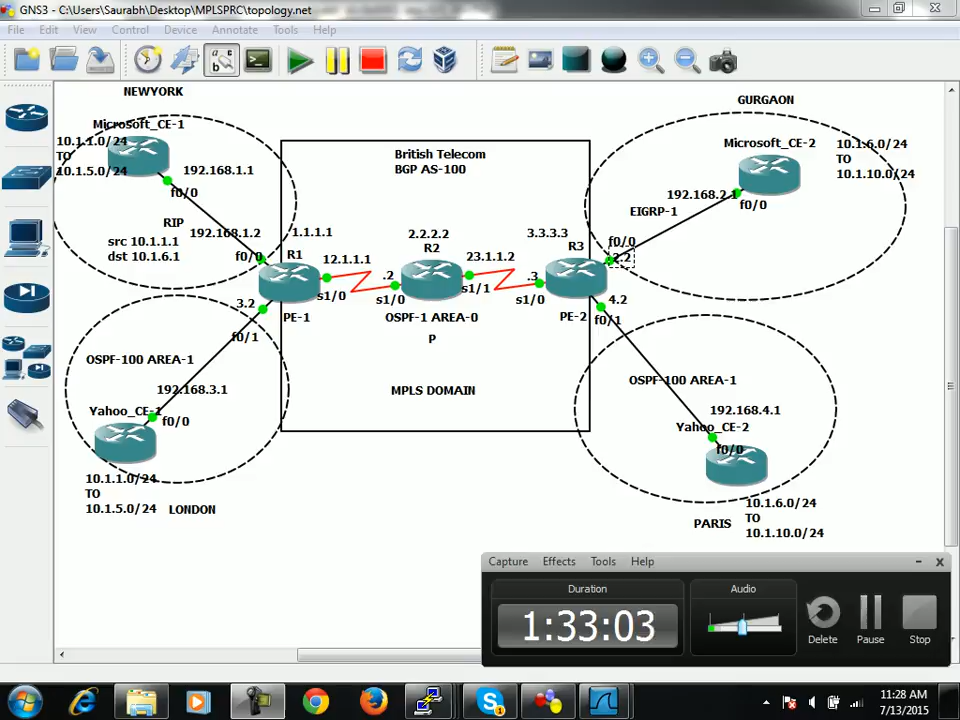 GNS3 - C:\Users\Saurabh\Desktop\MPLSPRC\topology.net
File Edit View Control Device Annotate Tools Help
NEWYORK
Microsoft_CE-1
10.1.1.0/24
TO
10.1.5.0/24
192.168.1.1
f0/0
RIP
192.168.1.2
src 10.1.1.1
dst 10.1.6.1
f0/0
British Telecom
BGP AS-100
1.1.1.1
R1
12.1.1.1
s1/0
PE-1
3.2
f0/1
2.2.2.2
R2
.2
s1/0
23.1.1.2
s1/1
OSPF-1 AREA-0
P
MPLS DOMAIN
3.3.3.3
R3
.3
s1/0
PE-2
f0/0
2.2
4.2
f0/1
GURGAON
Microsoft_CE-2
10.1.6.0/24
TO
10.1.10.0/24
192.168.2.1
f0/0
EIGRP-1
OSPF-100 AREA-1
192.168.3.1
Yahoo_CE-1
f0/0
10.1.1.0/24
TO
10.1.5.0/24
LONDON
OSPF-100 AREA-1
192.168.4.1
Yahoo_CE-2
f0/0
10.1.6.0/24
TO
10.1.10.0/24
PARIS
Capture Effects Tools Help
Duration
1:33:03
Audio
Delete Pause Stop
11:28 AM
7/13/2015